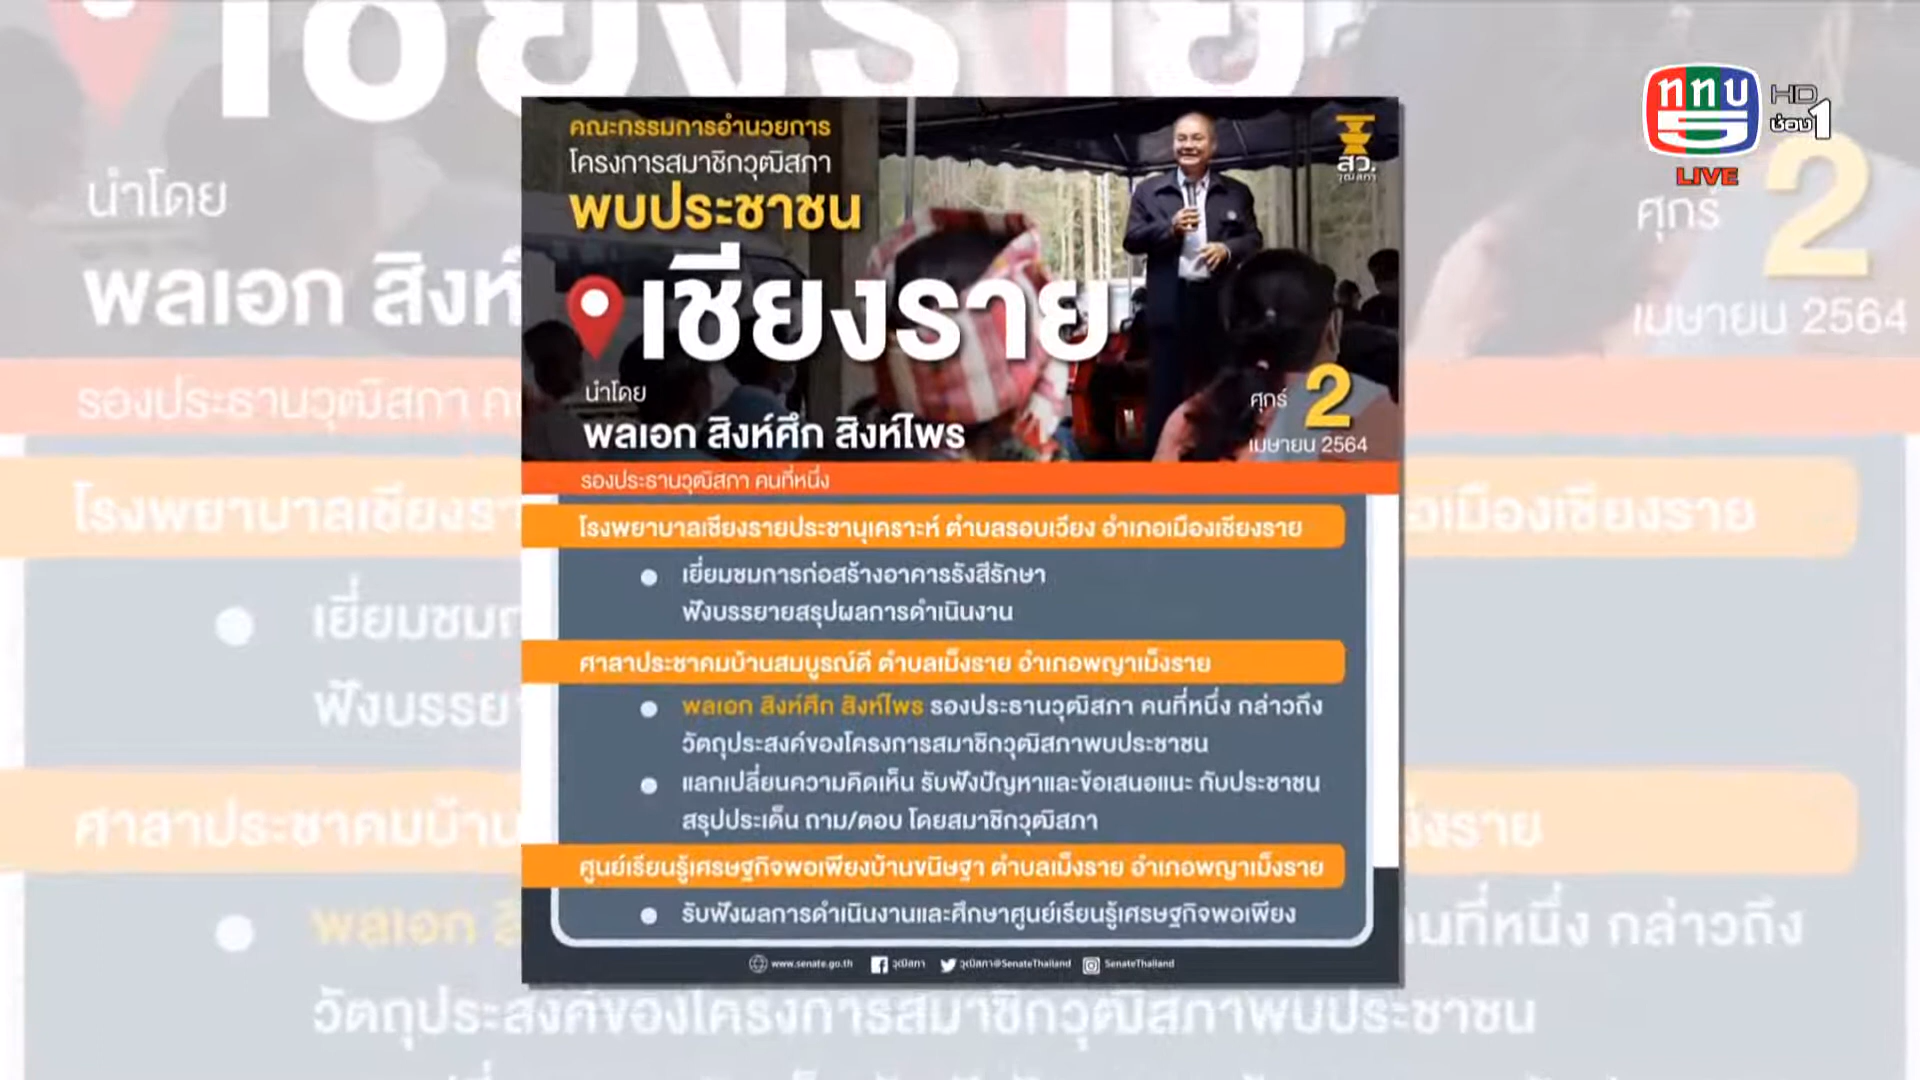 ททบ
5
HD
ช่อง1
LIVE
คณะกรรมการอำนวยการ
โครงการสมาชิกวุฒิสภา
พบประชาชน
เชียงราย
สว.
วุฒิสภา
นำโดย
พลเอก สิงห์ศึก สิงห์ไพร
ศุกร์ 2
เมษายน 2564
รองประธานวุฒิสภา คนที่หนึ่ง
โรงพยาบาลเชียงรายประชานุเคราะห์ ตำบลรอบเวียง อำเภอเมืองเชียงราย
เยี่ยมชมการก่อสร้างอาคารรังสีรักษา
ฟังบรรยายสรุปผลการดำเนินงาน
ศาลาประชาคมบ้านสมบูรณ์ดี ตำบลเม็งราย อำเภอพญาเม็งราย
พลเอก สิงห์ศึก สิงห์ไพร รองประธานวุฒิสภา คนที่หนึ่ง กล่าวถึง
วัตถุประสงค์ของโครงการสมาชิกวุฒิสภาพบประชาชน
แลกเปลี่ยนความคิดเห็น รับฟังปัญหาและข้อเสนอแนะ กับประชาชน
สรุปประเด็น ถาม/ตอบ โดยสมาชิกวุฒิสภา
ศูนย์เรียนรู้เศรษฐกิจพอเพียงบ้านขนิษฐา ตำบลเม็งราย อำเภอพญาเม็งราย
รับฟังผลการดำเนินงานและศึกษาศูนย์เรียนรู้เศรษฐกิจพอเพียง
www.senate.go.th วุฒิสภา วุฒิสภา@SenateThailand SenateThailand